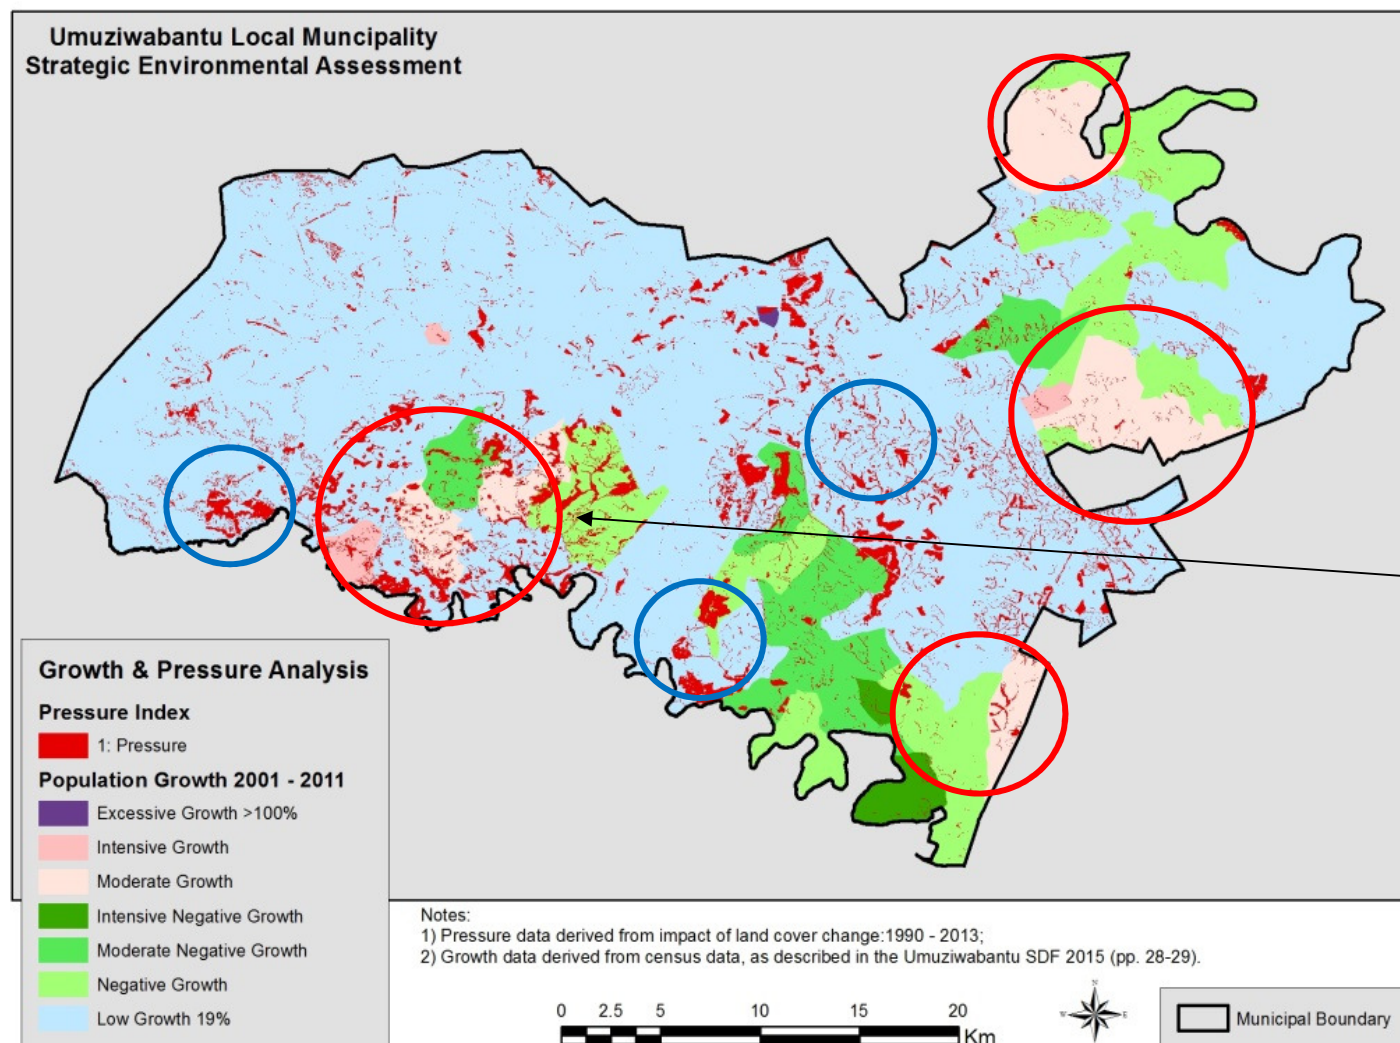 Umuziwabantu Local Muncipality
Strategic Environmental Assessment
Growth & Pressure Analysis
Pressure Index
1: Pressure
Population Growth 2001 - 2011
Excessive Growth >100%
Intensive Growth
Moderate Growth
Intensive Negative Growth
Moderate Negative Growth
Negative Growth
Low Growth 19%
Notes:
1) Pressure data derived from impact of land cover change:1990 - 2013;
2) Growth data derived from census data, as described in the Umuziwabantu SDF 2015 (pp. 28-29).
0 2.5 5 10 15 20
Km
N
W E
S
Municipal Boundary